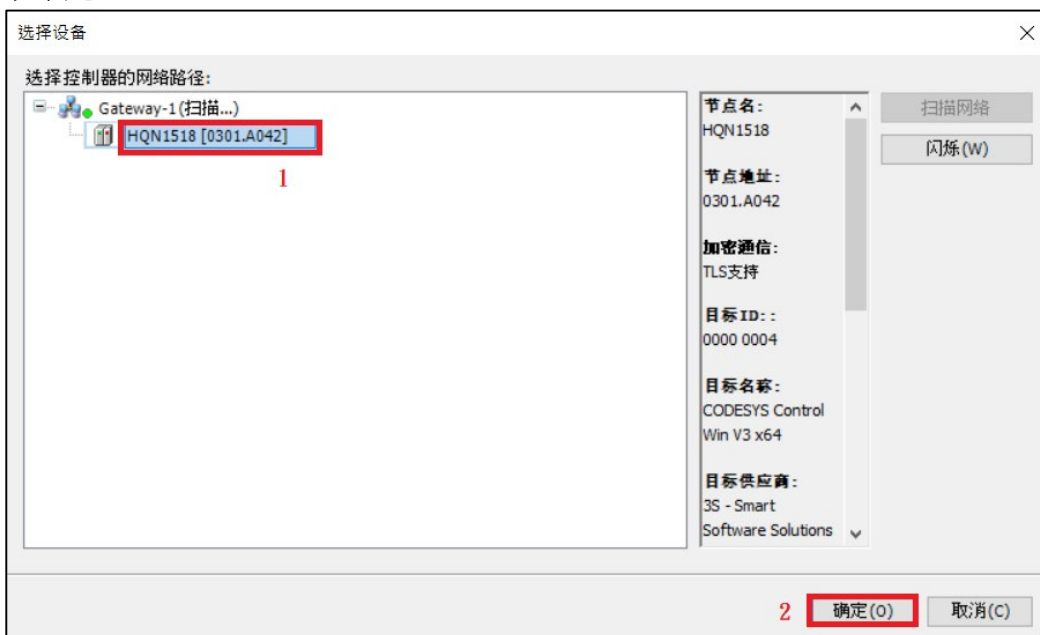 选择设备
选择控制器的网络路径:
Gateway-1(扫描...)
HQN1518 [0301.A042]
1
节点名:
HQN1518
节点地址:
0301.A042
加密通信:
TLS支持
目标ID::
0000 0004
目标名称:
CODESYS Control
Win V3 x64
目标供应商:
3S - Smart
Software Solutions
扫描网络
闪烁(W)
2
确定(O)
取消(C)